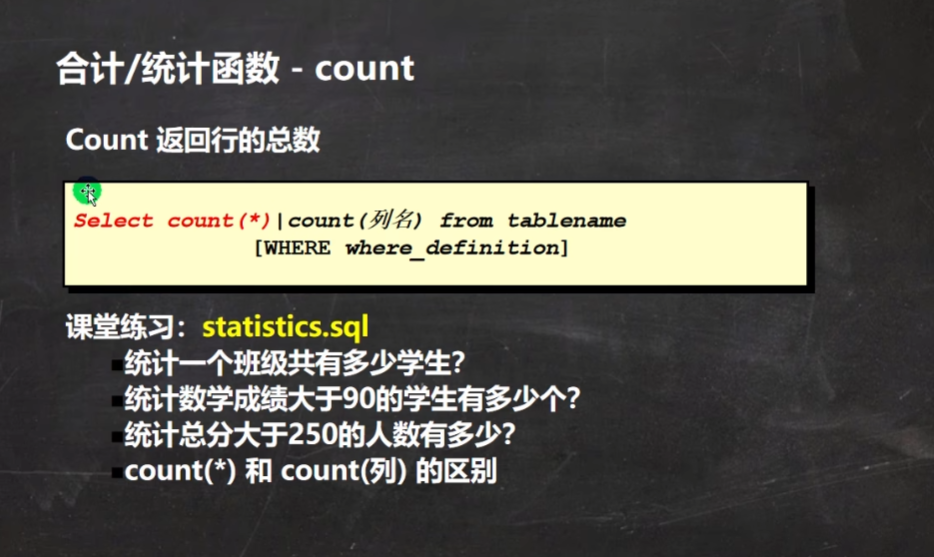 合计/统计函数 - count
Count 返回行的总数
Select count(*)|count(列名) from tablename
[WHERE where_definition]
课堂练习：statistics.sql
统计一个班级共有多少学生？
统计数学成绩大于90的学生有多少个？
统计总分大于250的人数有多少？
count(*) 和 count(列) 的区别